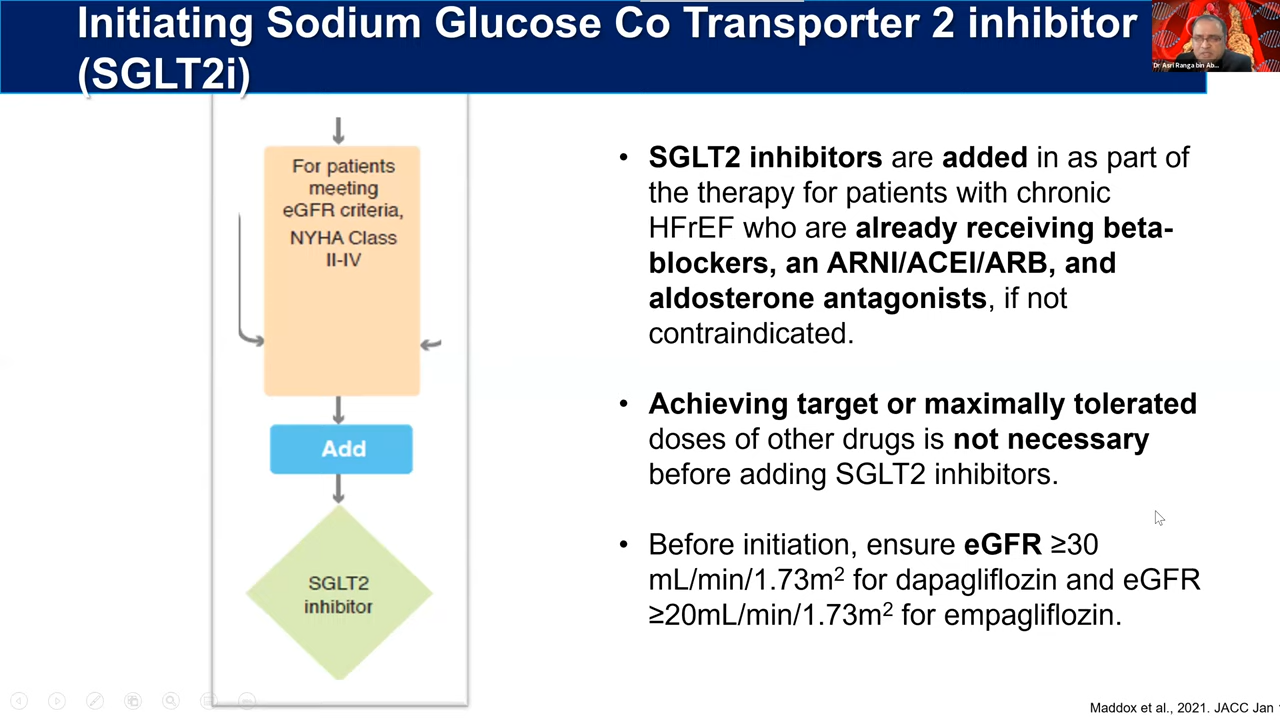 Initiating Sodium Glucose Co Transporter 2 inhibitor
(SGLT2i)
Dr Asri Ranga bin Ab...
For patients
meeting
eGFR criteria,
NYHA Class
II-IV
Add
SGLT2
inhibitor
• SGLT2 inhibitors are added in as part of
the therapy for patients with chronic
HFrEF who are already receiving beta-
blockers, an ARNI/ACEI/ARB, and
aldosterone antagonists, if not
contraindicated.
• Achieving target or maximally tolerated
doses of other drugs is not necessary
before adding SGLT2 inhibitors.
• Before initiation, ensure eGFR ≥30
mL/min/1.73m² for dapagliflozin and eGFR
≥20mL/min/1.73m² for empagliflozin.
Maddox et al., 2021. JACC Jan